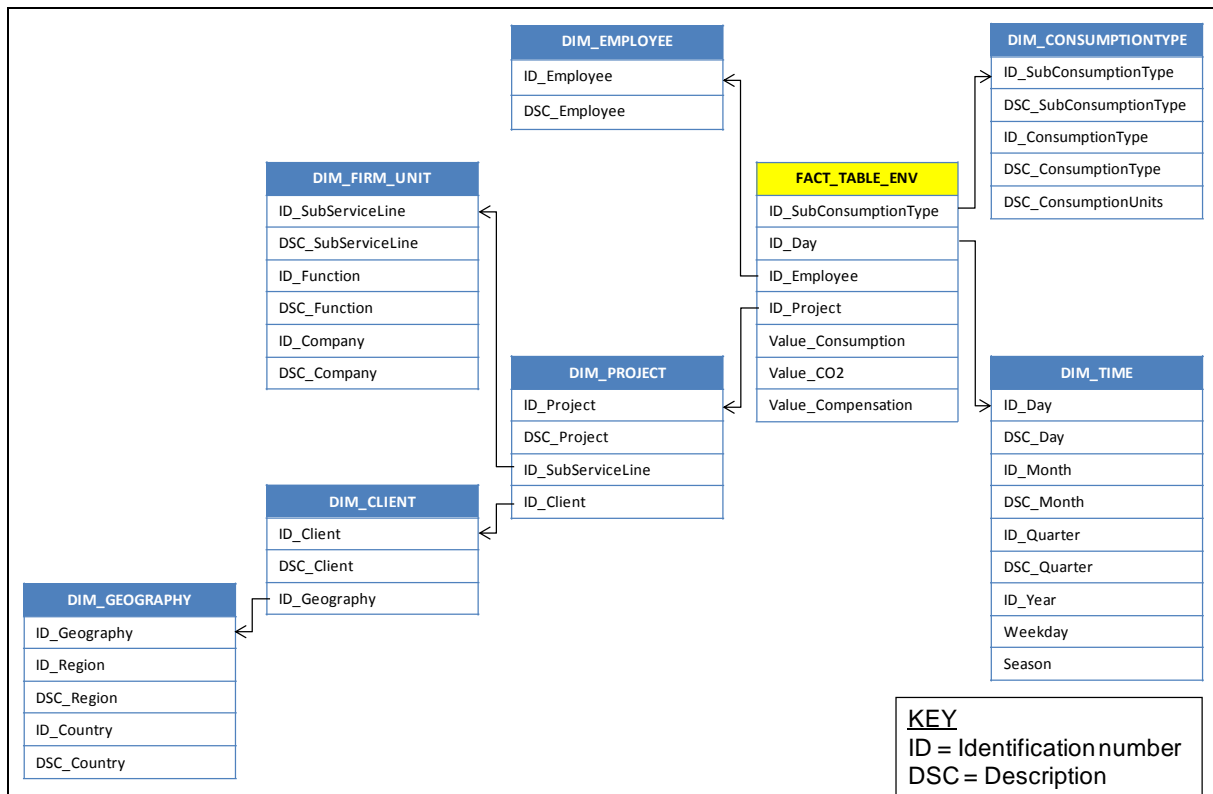 DIM_EMPLOYEE
ID_Employee
DSC_Employee
DIM_CONSUMPTIONTYPE
ID_SubConsumptionType
DSC_SubConsumptionType
ID_ConsumptionType
DSC_ConsumptionType
DSC_ConsumptionUnits
DIM_FIRM_UNIT
ID_SubServiceLine
DSC_SubServiceLine
ID_Function
DSC_Function
ID_Company
DSC_Company
FACT_TABLE_ENV
ID_SubConsumptionType
ID_Day
ID_Employee
ID_Project
Value_Consumption
Value_CO2
Value_Compensation
DIM_PROJECT
ID_Project
DSC_Project
ID_SubServiceLine
ID_Client
DIM_TIME
ID_Day
DSC_Day
ID_Month
DSC_Month
ID_Quarter
DSC_Quarter
ID_Year
Weekday
Season
DIM_CLIENT
ID_Client
DSC_Client
ID_Geography
DIM_GEOGRAPHY
ID_Geography
ID_Region
DSC_Region
ID_Country
DSC_Country
KEY
ID = Identification number
DSC = Description